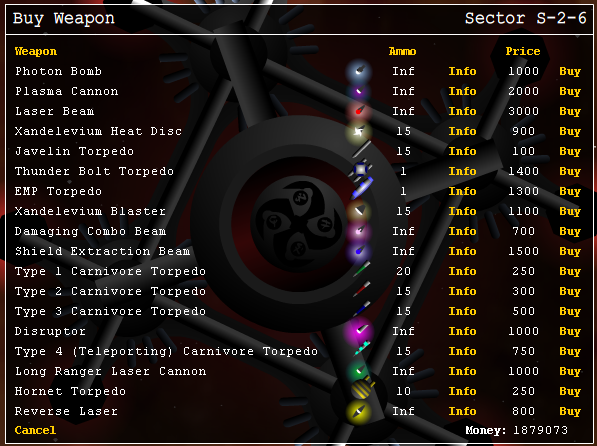 Buy Weapon Sector S-2-6
Weapon Ammo Price
Photon Bomb Inf Info 1000 Buy
Plasma Cannon Inf Info 2000 Buy
Laser Beam Inf Info 3000 Buy
Xandelevium Heat Disc 15 Info 900 Buy
Javelin Torpedo 15 Info 100 Buy
Thunder Bolt Torpedo 1 Info 1400 Buy
EMP Torpedo 1 Info 1300 Buy
Xandelevium Blaster 15 Info 1100 Buy
Damaging Combo Beam Inf Info 700 Buy
Shield Extraction Beam Inf Info 1500 Buy
Type 1 Carnivore Torpedo 20 Info 250 Buy
Type 2 Carnivore Torpedo 15 Info 300 Buy
Type 3 Carnivore Torpedo 15 Info 500 Buy
Disruptor Inf Info 1000 Buy
Type 4 (Teleporting) Carnivore Torpedo 15 Info 750 Buy
Long Ranger Laser Cannon Inf Info 1000 Buy
Hornet Torpedo 10 Info 250 Buy
Reverse Laser Inf Info 800 Buy
Cancel Money: 1879073